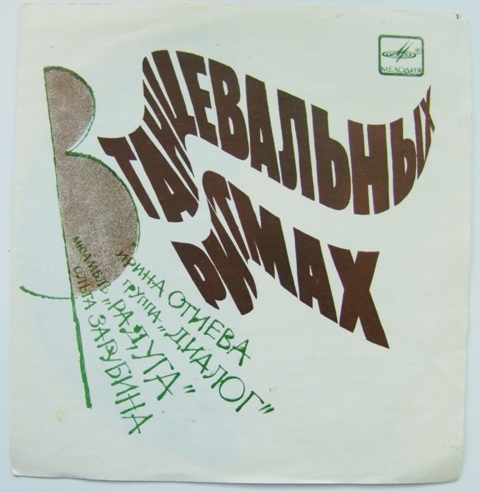 МЕЛОДИЯ
В
ТАНЦЕВАЛЬНЫХ
РИТМАХ
ИРИНА ОТИЕВА
ГРУППА „ДИАЛОГ"
АНСАМБЛЬ „РАДУГА"
ОЛЬГА ЗАРУБИНА